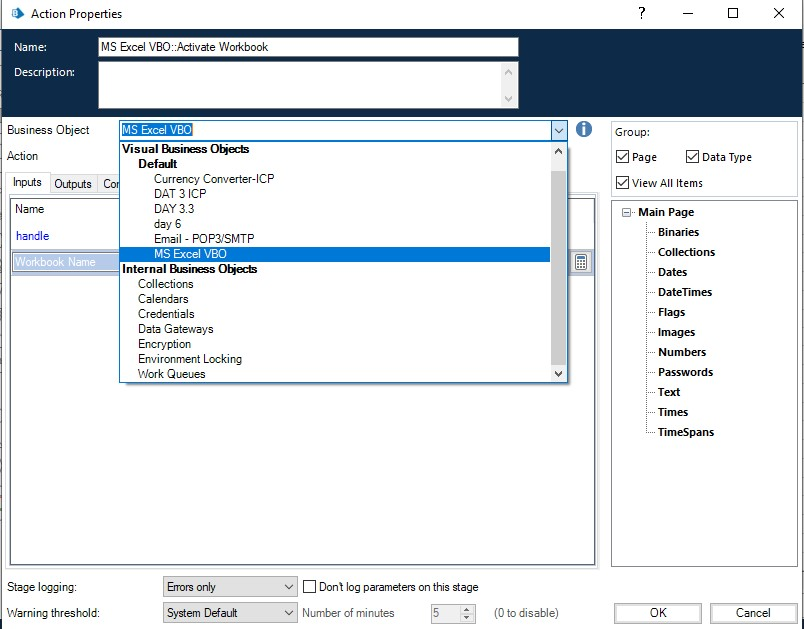 Action Properties
?
Name:
MS Excel VBO::Activate Workbook
Description:
Business Object
MS Excel VBO
i
Action
Visual Business Objects
Default
Currency Converter-ICP
DAT 3 ICP
DAY 3.3
day 6
Email - POP3/SMTP
MS Excel VBO
Internal Business Objects
Collections
Calendars
Credentials
Data Gateways
Encryption
Environment Locking
Work Queues
Inputs
Outputs
Con
Name
handle
Workbook Name
Group:
Page
Data Type
View All Items
Main Page
Binaries
Collections
Dates
DateTimes
Flags
Images
Numbers
Passwords
Text
Times
TimeSpans
Stage logging:
Errors only
Don't log parameters on this stage
Warning threshold:
System Default
Number of minutes
5
(0 to disable)
OK
Cancel